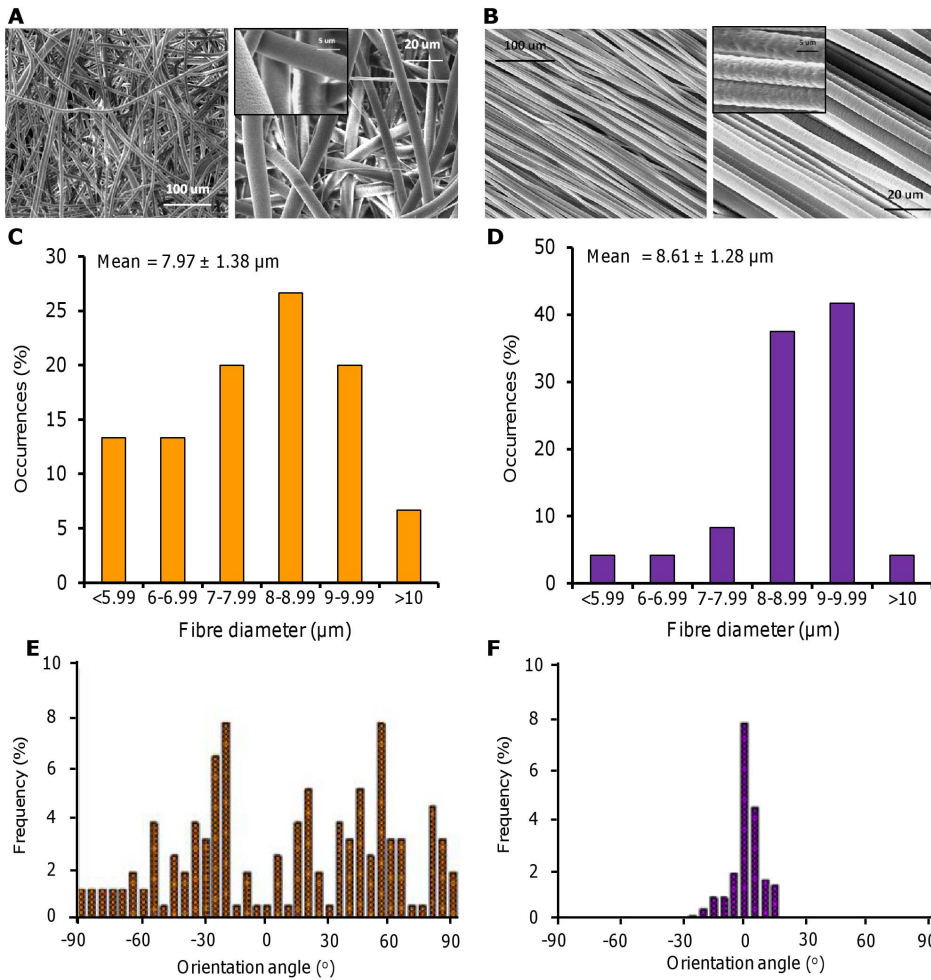 A
B
5 um
20 um
100 um
100 um
5 um
20 um
C
D
Mean = 7.97 ± 1.38 µm
Mean = 8.61 ± 1.28 µm
Occurrences (%)
30
25
20
15
10
5
0
<5.99 6-6.99 7-7.99 8-8.99 9-9.99 >10
Fibre diameter (µm)
Occurrences (%)
50
40
30
20
10
0
<5.99 6-6.99 7-7.99 8-8.99 9-9.99 >10
Fibre diameter (µm)
E
F
Frequency (%)
10
8
6
4
2
0
-90 -60 -30 0 30 60 90
Orientation angle (o)
Frequency (%)
10
8
6
4
2
0
-90 -60 -30 0 30 60 90
Orientation angle (o)